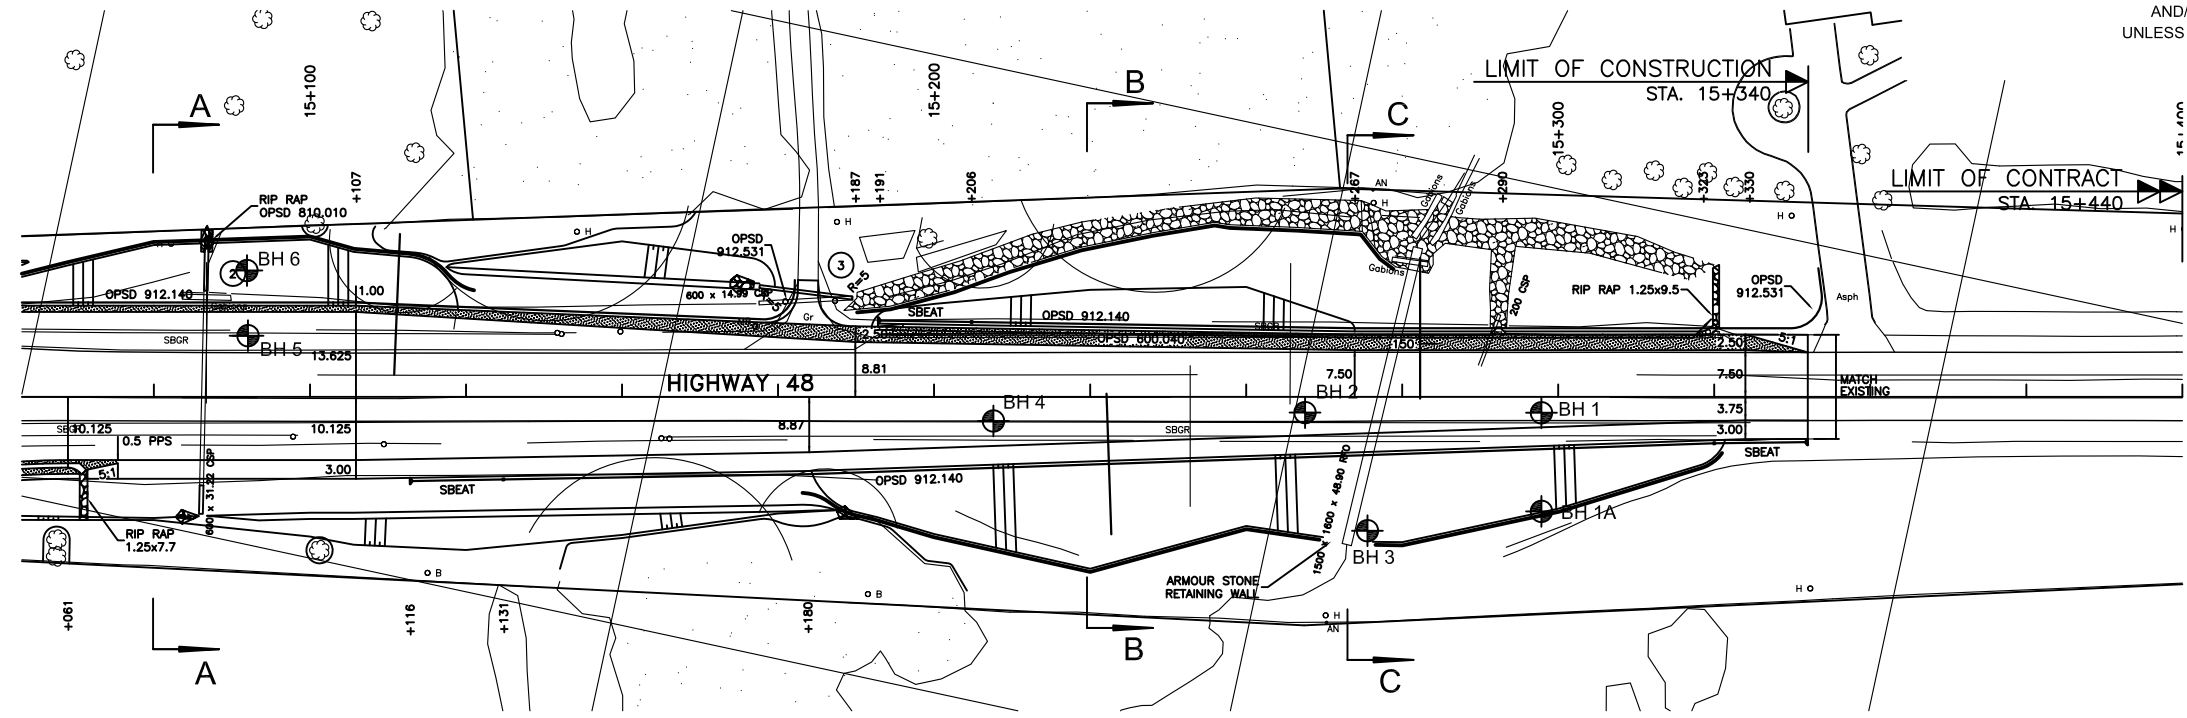 AND/
UNLESS
LIMIT OF CONSTRUCTION
STA. 15+340
LIMIT OF CONTRACT
STA. 15+440
A
B
C
15+100
15+200
15+300
+107
+187
+191
+206
+267
+290
+323
+330
AN
H
Gabions
Gabions
Gabions
RIP RAP
OPSD 810.010
H
H
H
H
H
H
2
BH 6
OPSD
912.531
3
R=5
OPSD 912.140
11.00
600 x 14.99 CSP
Gr
SBEAT
OPSD 912.140
200 CSP
RIP RAP 1.25x9.5
OPSD
912.531
Asph
SBGR
BH 5
13.625
2.5
OPSD 600.040
150
2.50
5:1
8.81
7.50
7.50
HIGHWAY 48
MATCH
EXISTING
BH 4
BH 2
BH 1
3.75
3.00
10.125
0.5 PPS
10.125
8.87
SBGR
SBEAT
5:1
3.00
SBEAT
OPSD 912.140
600 x 31.22 CSP
RIP RAP
1.25x7.7
BH 1A
BH 3
ARMOUR STONE
RETAINING WALL
B
B
H
H
AN
+061
+116
+131
+180
A
B
C